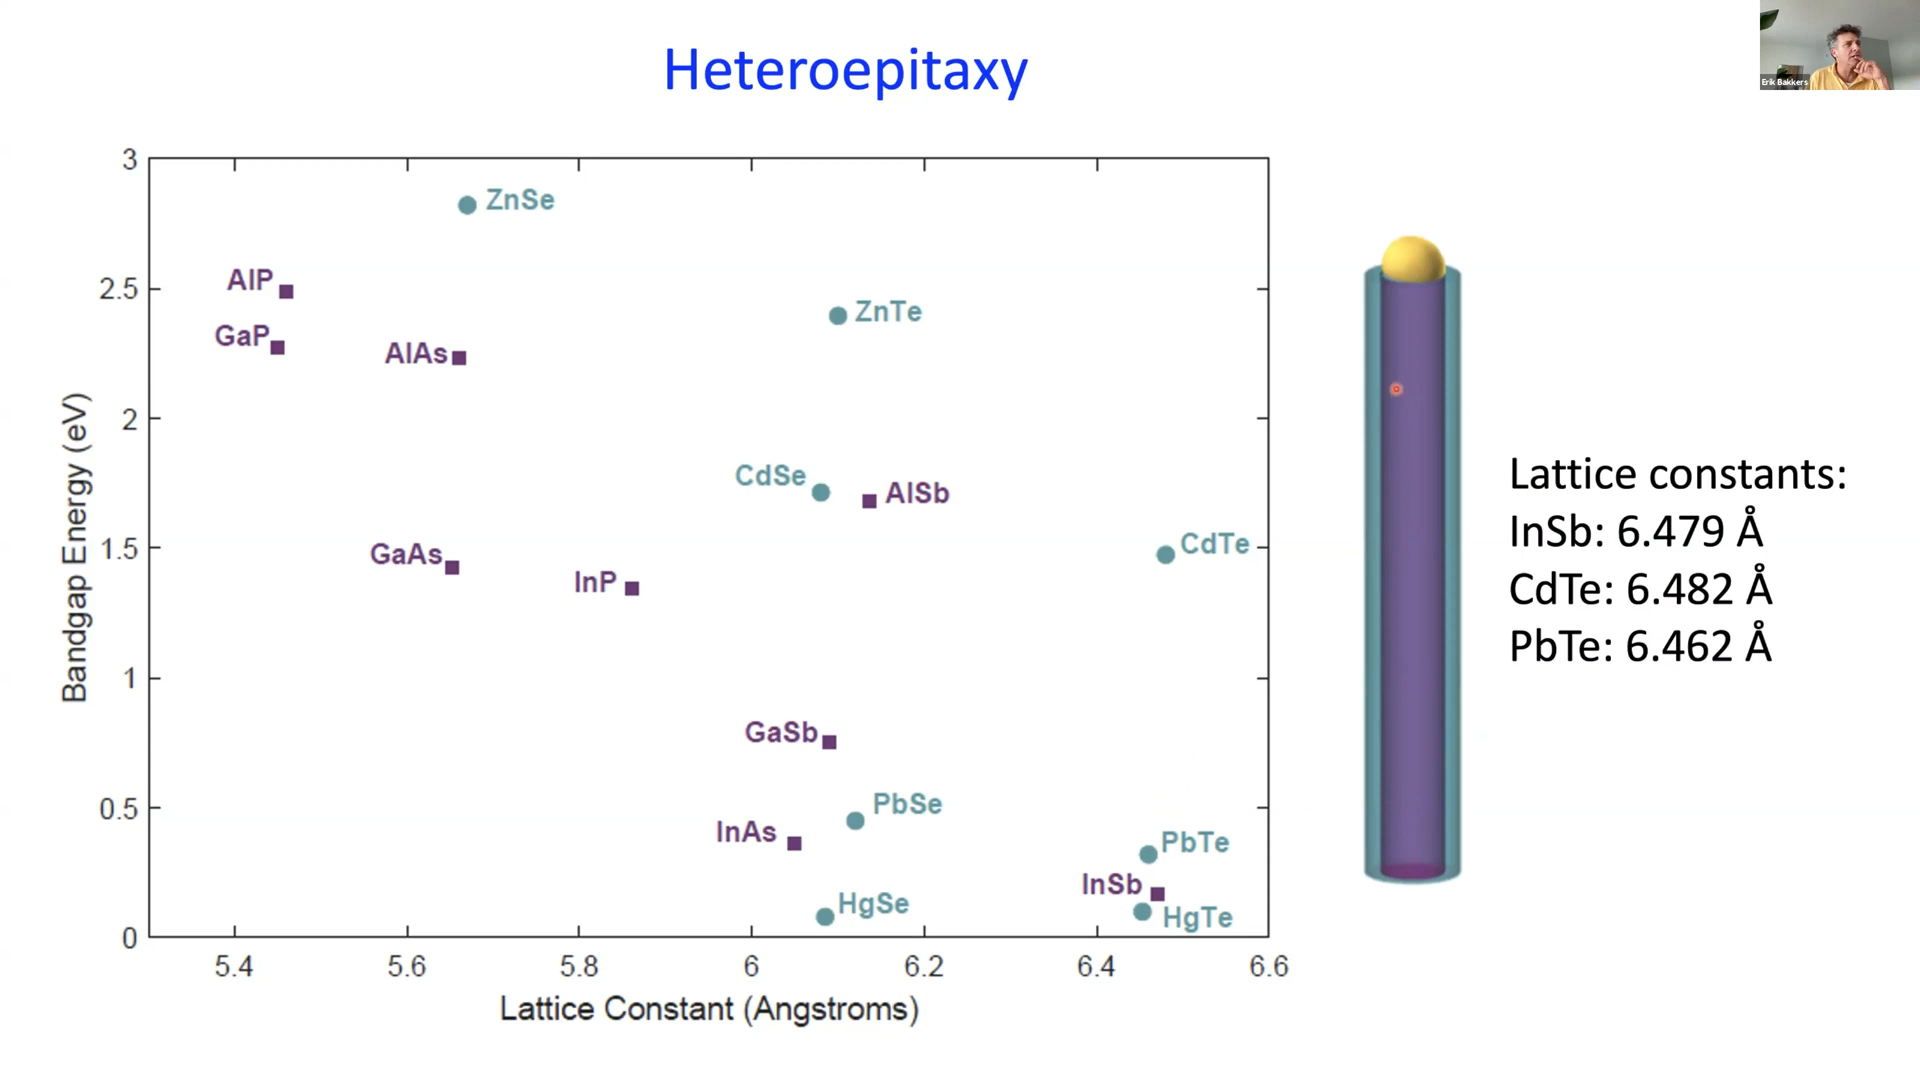 Heteroepitaxy
Erik Bakkers
3
2.5
2
1.5
1
0.5
0
Bandgap Energy (eV)
ZnSe
AlP
GaP
AlAs
ZnTe
CdSe
AlSb
CdTe
GaAs
InP
GaSb
PbSe
InAs
PbTe
InSb
HgSe
HgTe
5.4
5.6
5.8
6
6.2
6.4
6.6
Lattice Constant (Angstroms)
Lattice constants:
InSb: 6.479 Å
CdTe: 6.482 Å
PbTe: 6.462 Å